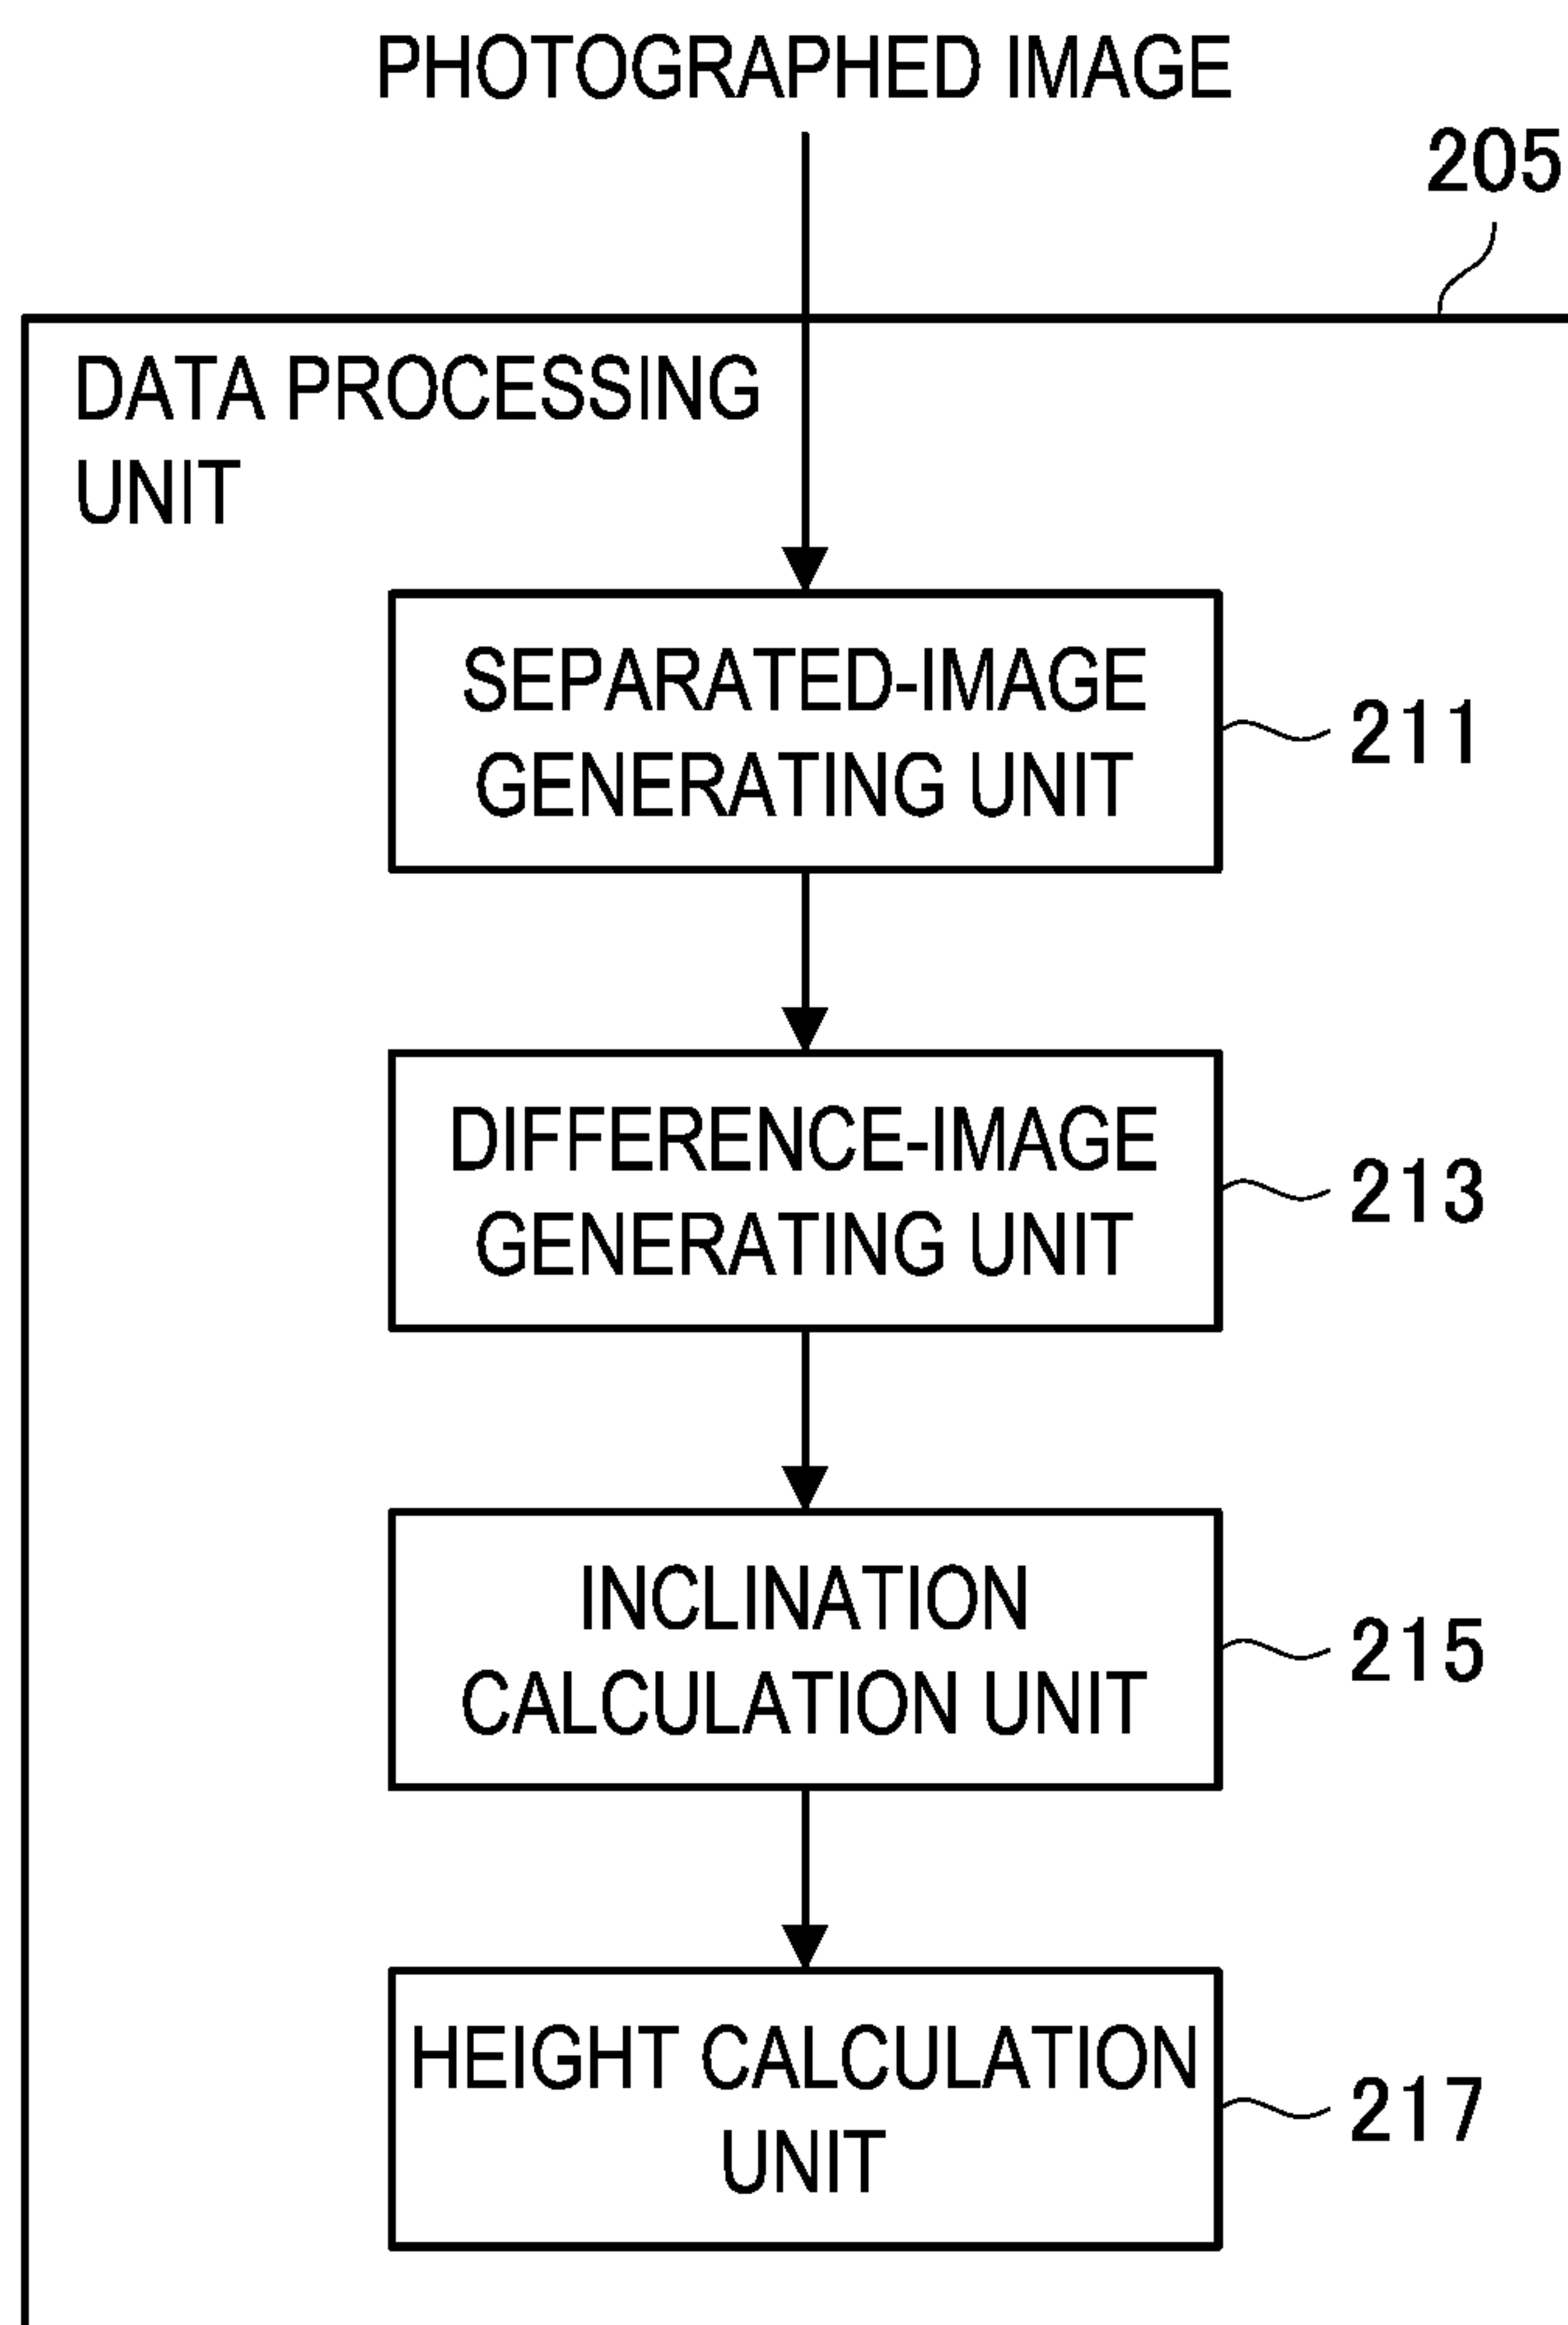 PHOTOGRAPHED IMAGE
205
DATA PROCESSING
UNIT
SEPARATED-IMAGE
GENERATING UNIT
211
DIFFERENCE-IMAGE
GENERATING UNIT
213
INCLINATION
CALCULATION UNIT
215
HEIGHT CALCULATION
UNIT
217